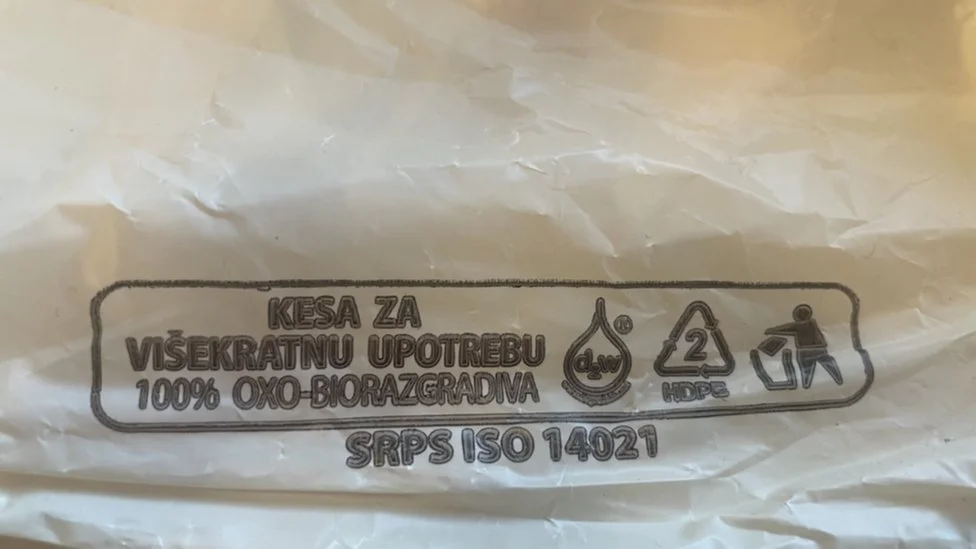 KESA ZA
VIŠEKRATNU UPOTREBU
100% OXO-BIORAZGRADIVA
d₂w ®
2
HDPE
SRPS ISO 14021